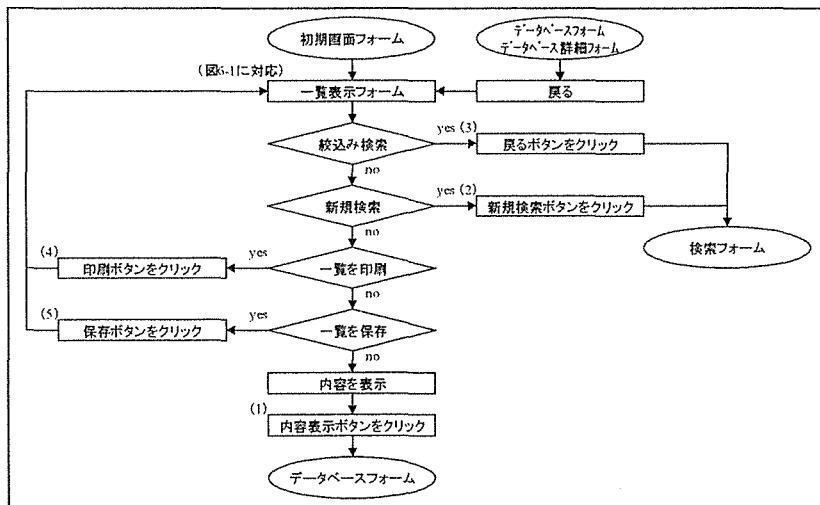 初期画面フォーム
データベースフォーム
データベース詳細フォーム
(図6-1に対応)
一覧表示フォーム
戻る
絞込み検索
yes (3)
戻るボタンをクリック
no
新規検索
yes (2)
新規検索ボタンをクリック
no
検索フォーム
(4)
印刷ボタンをクリック
yes
一覧を印刷
no
(5)
保存ボタンをクリック
yes
一覧を保存
no
内容を表示
(1)
内容表示ボタンをクリック
データベースフォーム